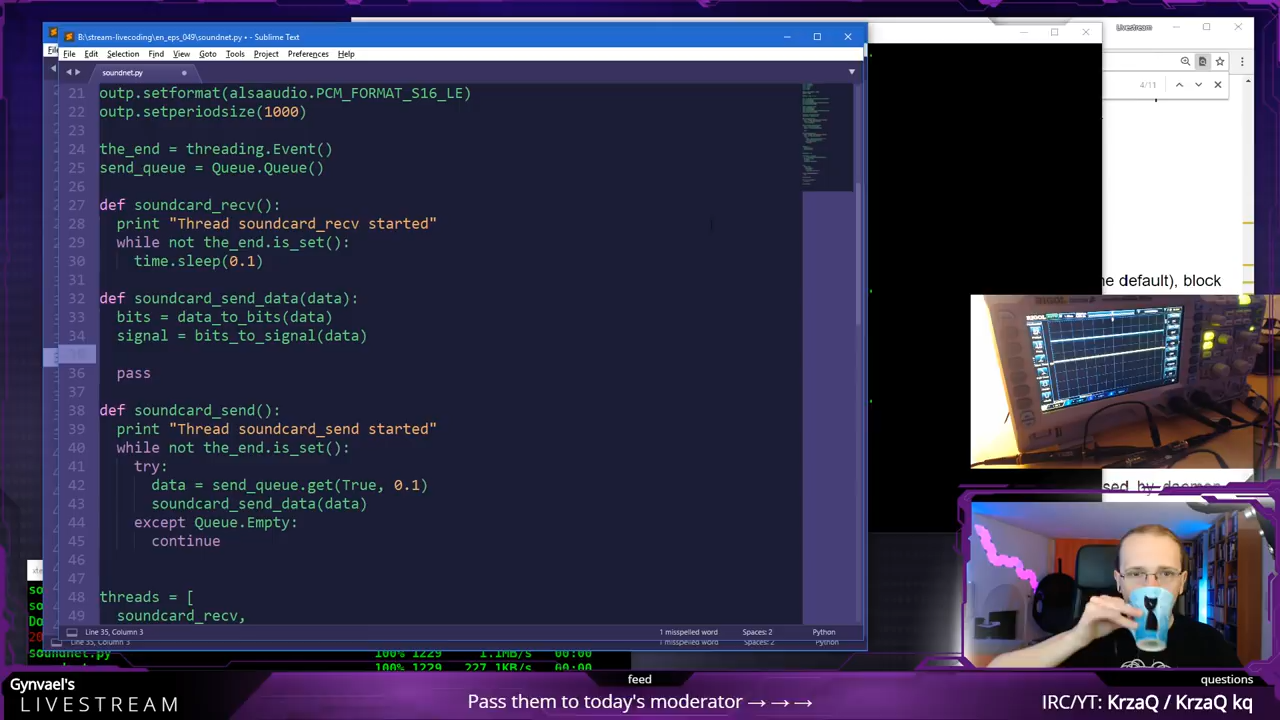 B:\stream-livecoding\en_eps_049\soundnet.py • - Sublime Text
Livestream
File Edit Selection Find View Goto Tools Project Preferences Help
soundnet.py
4/11
21 outp.setformat(alsaaudio.PCM_FORMAT_S16_LE)
22 outp.setperiodsize(1000)
23
24 the_end = threading.Event()
25 send_queue = Queue.Queue()
26
27 def soundcard_recv():
28 print "Thread soundcard_recv started"
29 while not the_end.is_set():
30 time.sleep(0.1)
31
32 def soundcard_send_data(data):
33 bits = data_to_bits(data)
34 signal = bits_to_signal(data)
35
36 pass
37
38 def soundcard_send():
39 print "Thread soundcard_send started"
40 while not the_end.is_set():
41 try:
42 data = send_queue.get(True, 0.1)
43 soundcard_send_data(data)
44 except Queue.Empty:
45 continue
46
47
48 threads = [
49 soundcard_recv,
Line 35, Column 3
1 misspelled word
Spaces: 2
Python
default), block
RIGOL
soundnet.py 100% 1229 1.1MB/s 00:00
100% 1229 227.1KB/s 00:00
Gynvael's
LIVESTREAM
feed
Pass them to today's moderator → → →
questions
IRC/YT: KrzaQ / KrzaQ kq